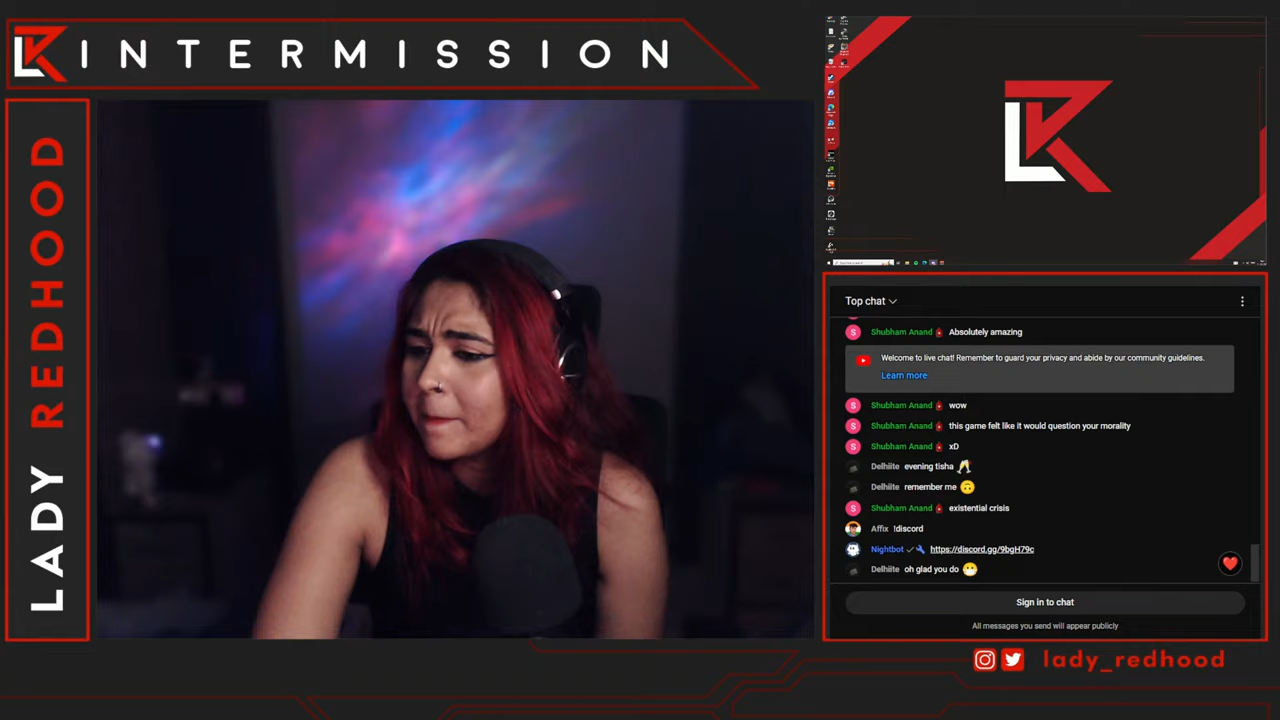 INTERMISSION
LADY REDHOOD
Top chat
Shubham Anand Absolutely amazing
Welcome to live chat! Remember to guard your privacy and abide by our community guidelines.
Learn more
Shubham Anand wow
Shubham Anand this game felt like it would question your morality
Shubham Anand xD
Delhiite evening tisha 🥂
Delhiite remember me 🙃
Shubham Anand existential crisis
Affix !discord
Nightbot https://discord.gg/9bgH79c
Delhiite oh glad you do 😷
Sign in to chat
All messages you send will appear publicly
lady_redhood